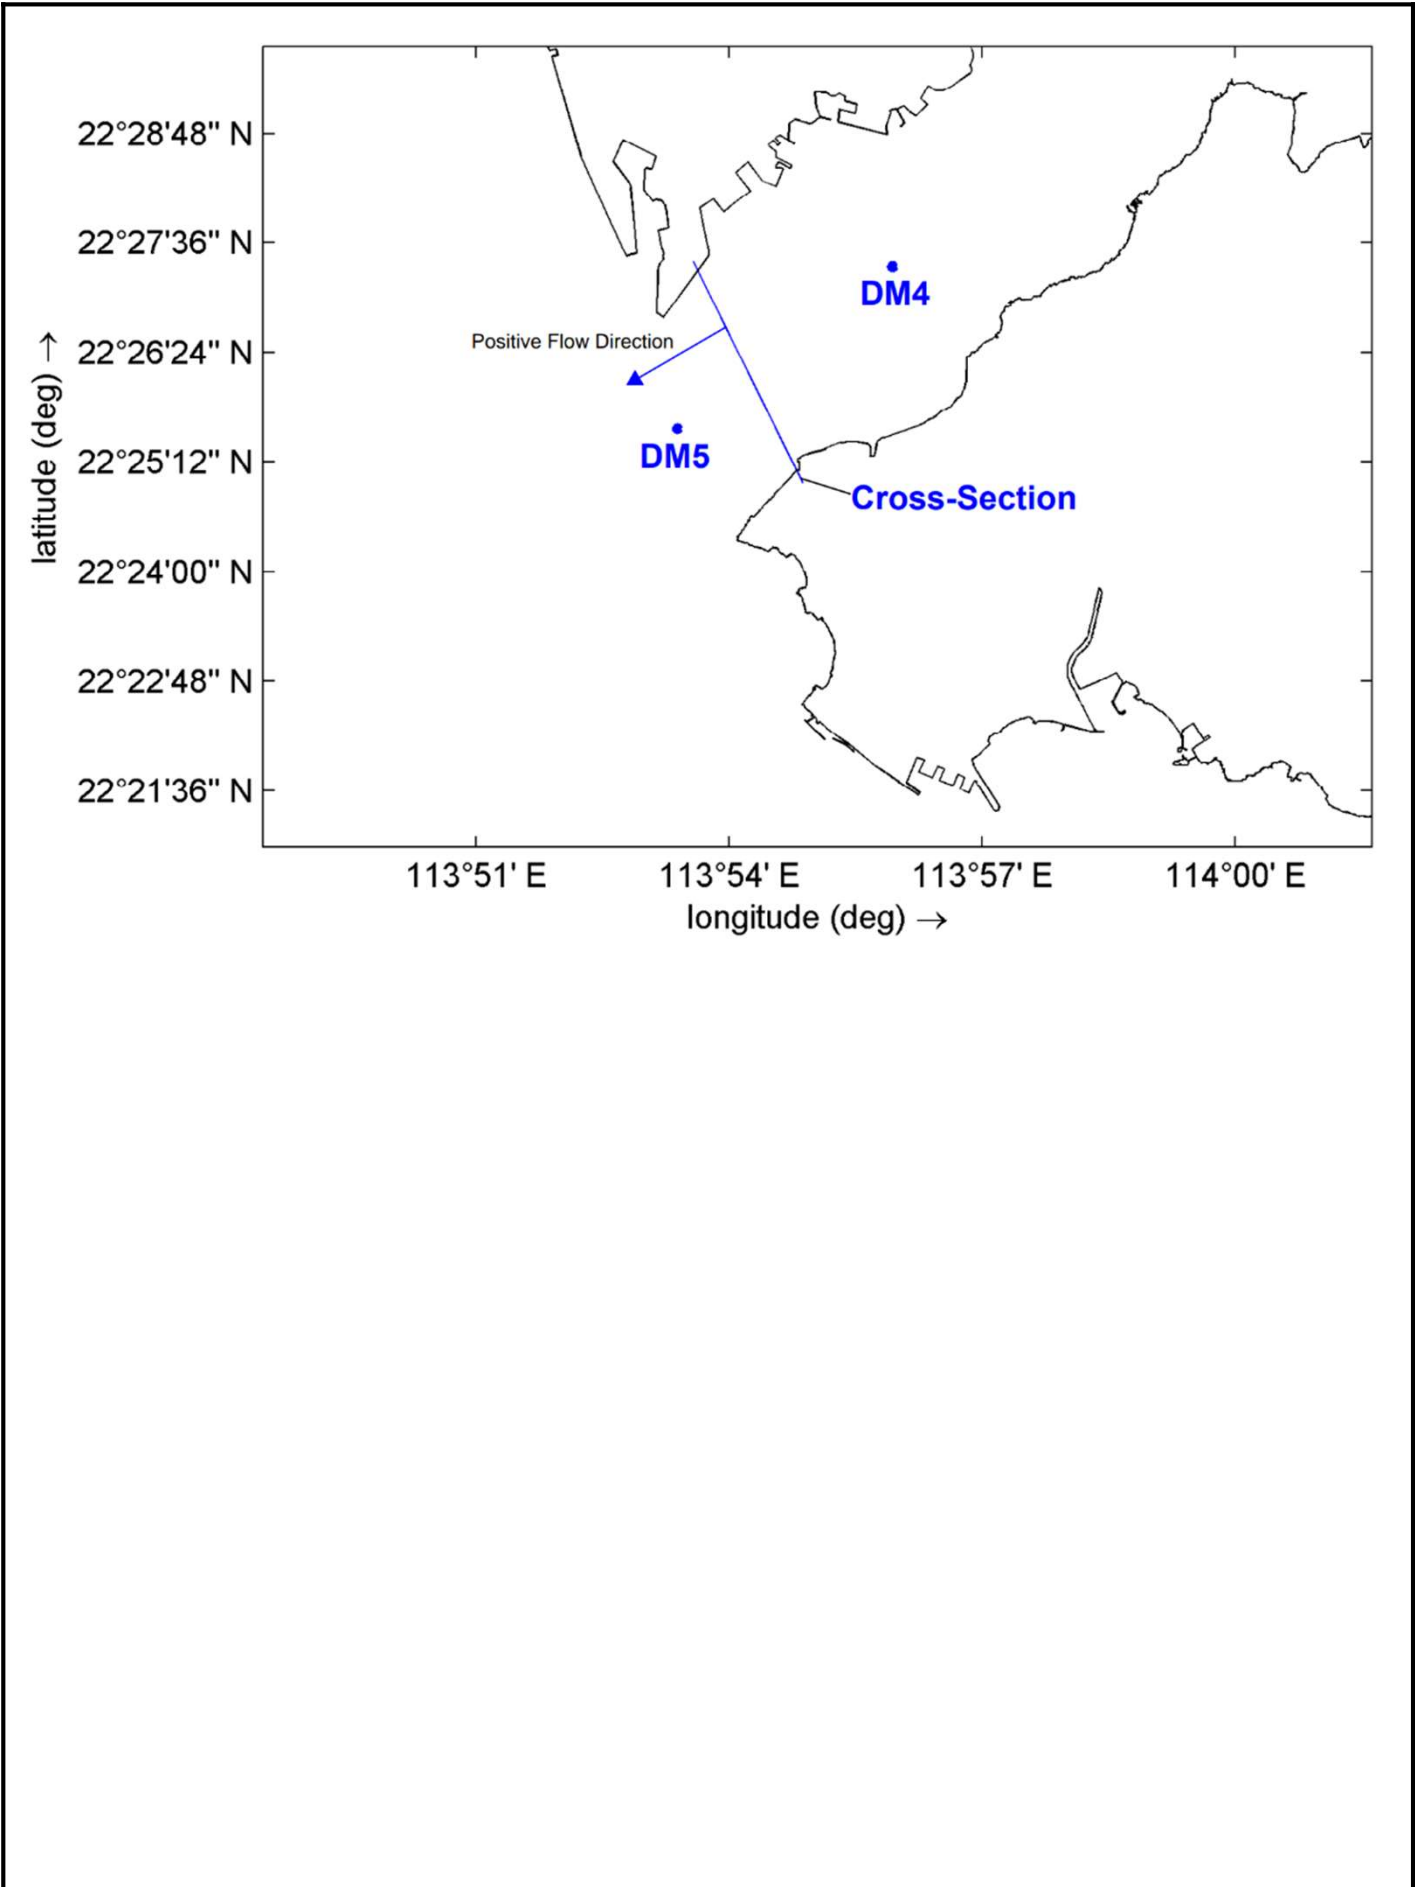 22°28'48" N
22°27'36" N
DM4
Positive Flow Direction
22°26'24" N
22°25'12" N
DM5
Cross-Section
22°24'00" N
22°22'48" N
22°21'36" N
latitude (deg) →
113°51' E 113°54' E 113°57' E 114°00' E
longitude (deg) →